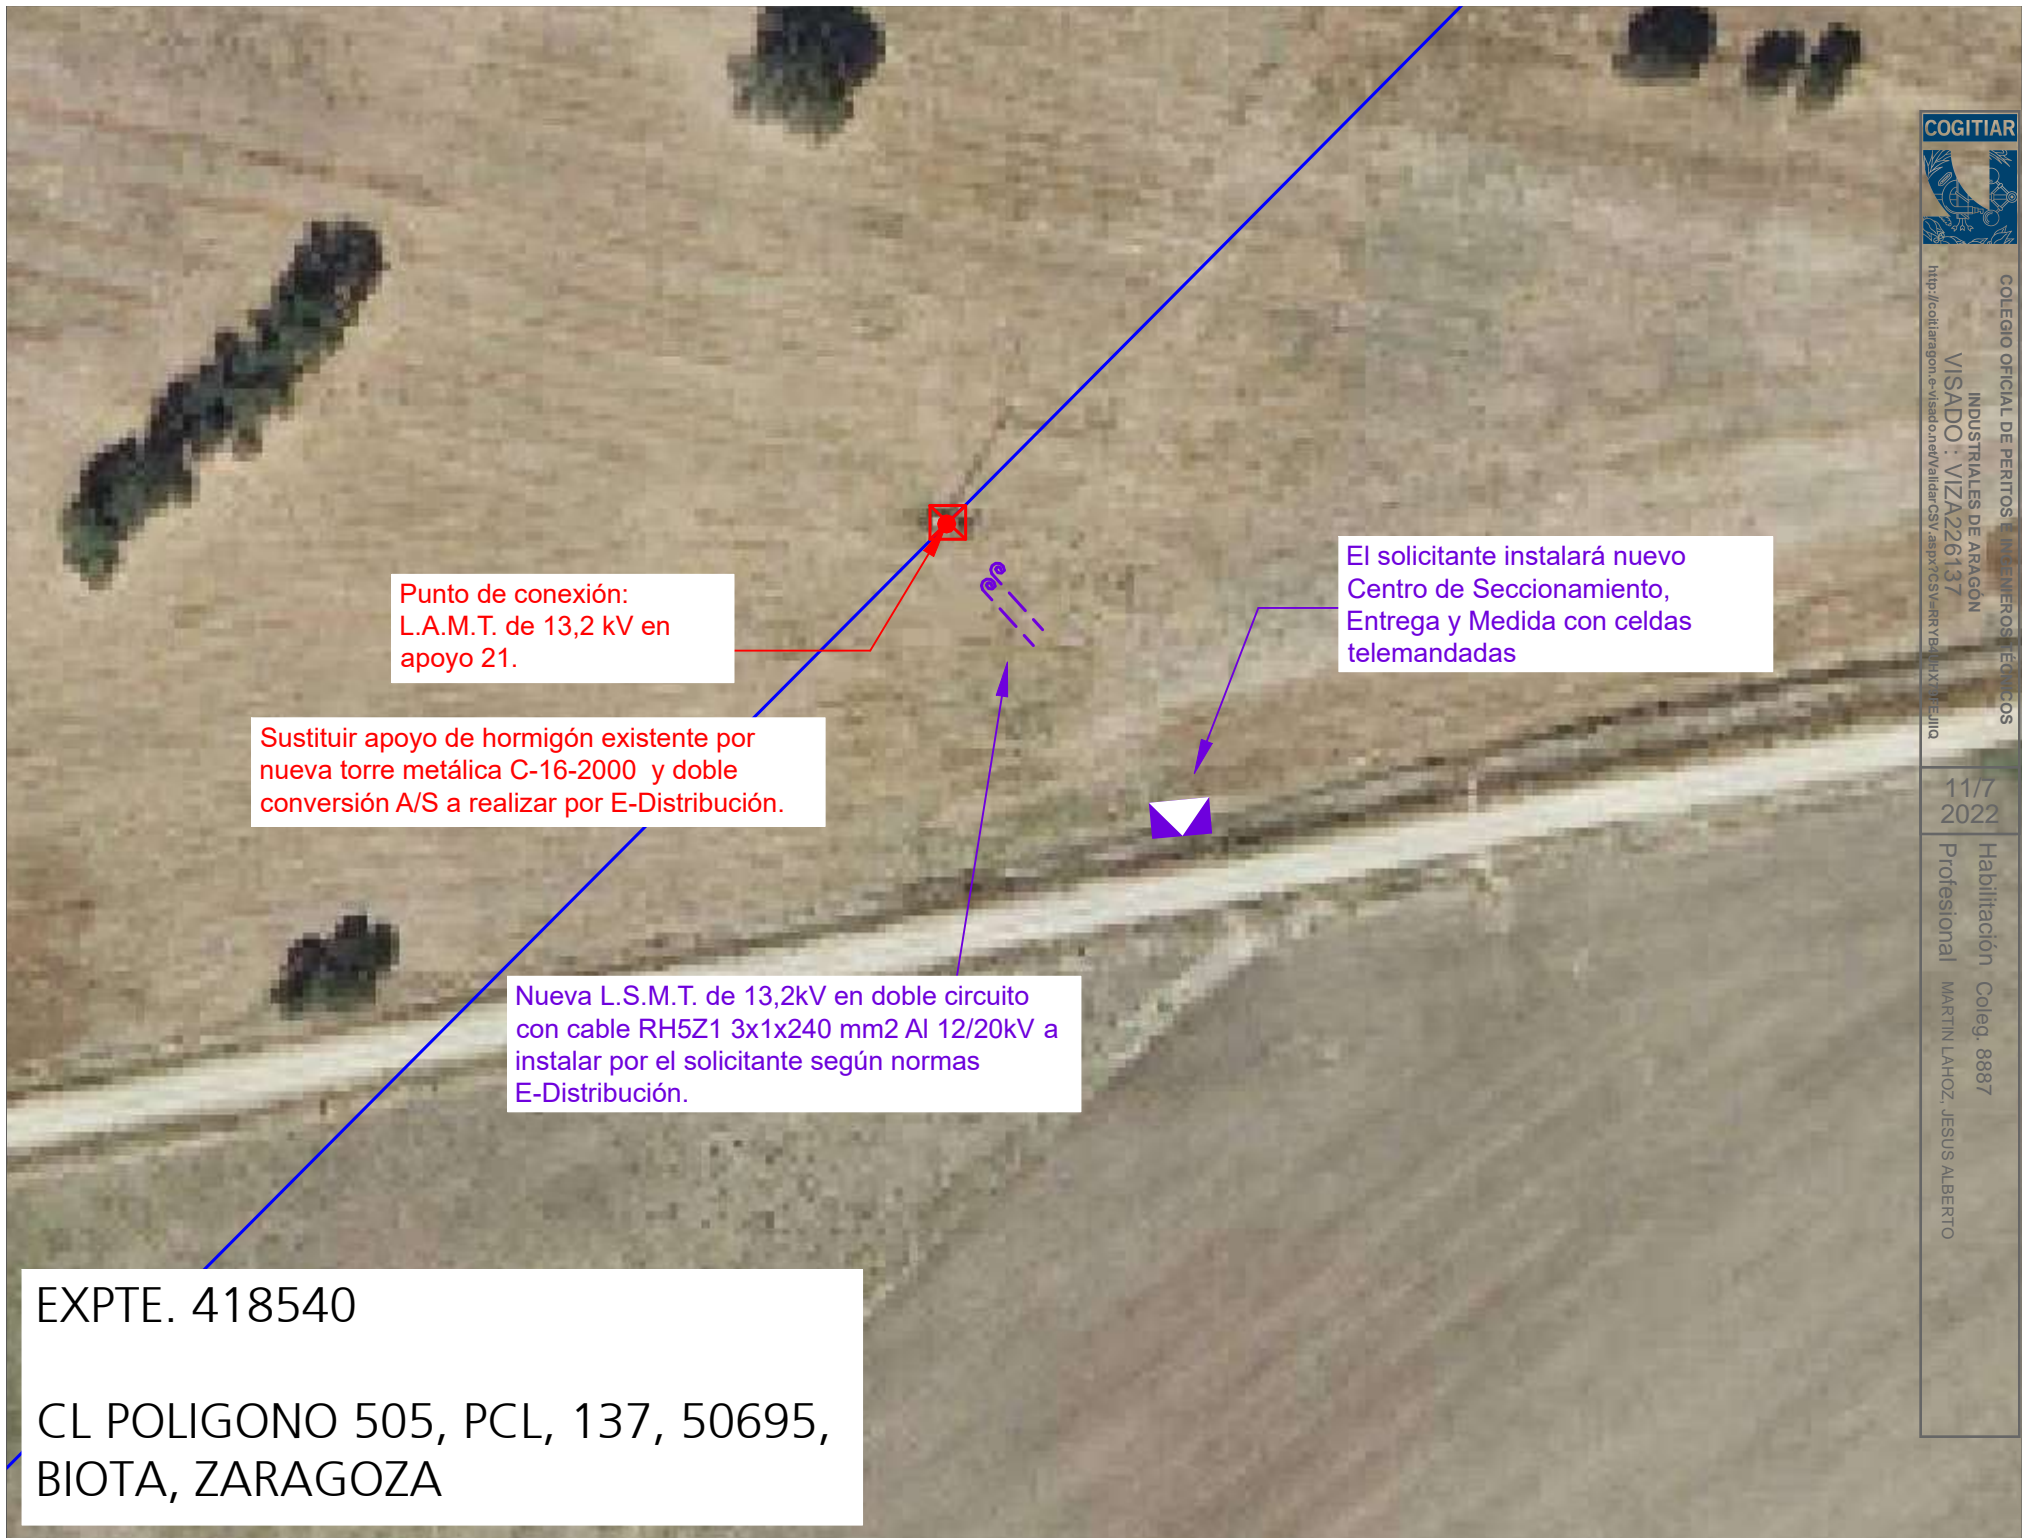 Punto de conexión:
L.A.M.T. de 13,2 kV en
apoyo 21.
Sustituir apoyo de hormigón existente por
nueva torre metálica C-16-2000 y doble
conversión A/S a realizar por E-Distribución.
El solicitante instalará nuevo
Centro de Seccionamiento,
Entrega y Medida con celdas
telemandadas
Nueva L.S.M.T. de 13,2kV en doble circuito
con cable RH5Z1 3x1x240 mm2 Al 12/20kV a
instalar por el solicitante según normas
E-Distribución.
EXPTE. 418540
CL POLIGONO 505, PCL, 137, 50695,
BIOTA, ZARAGOZA
COGITIAR
COLEGIO OFICIAL DE PERITOS E INGENIEROS TÉCNICOS
INDUSTRIALES DE ARAGÓN
VISADO : VIZA226137
11/7
2022
Habilitación Coleg. 8887
Profesional MARTIN LAHOZ, JESUS ALBERTO